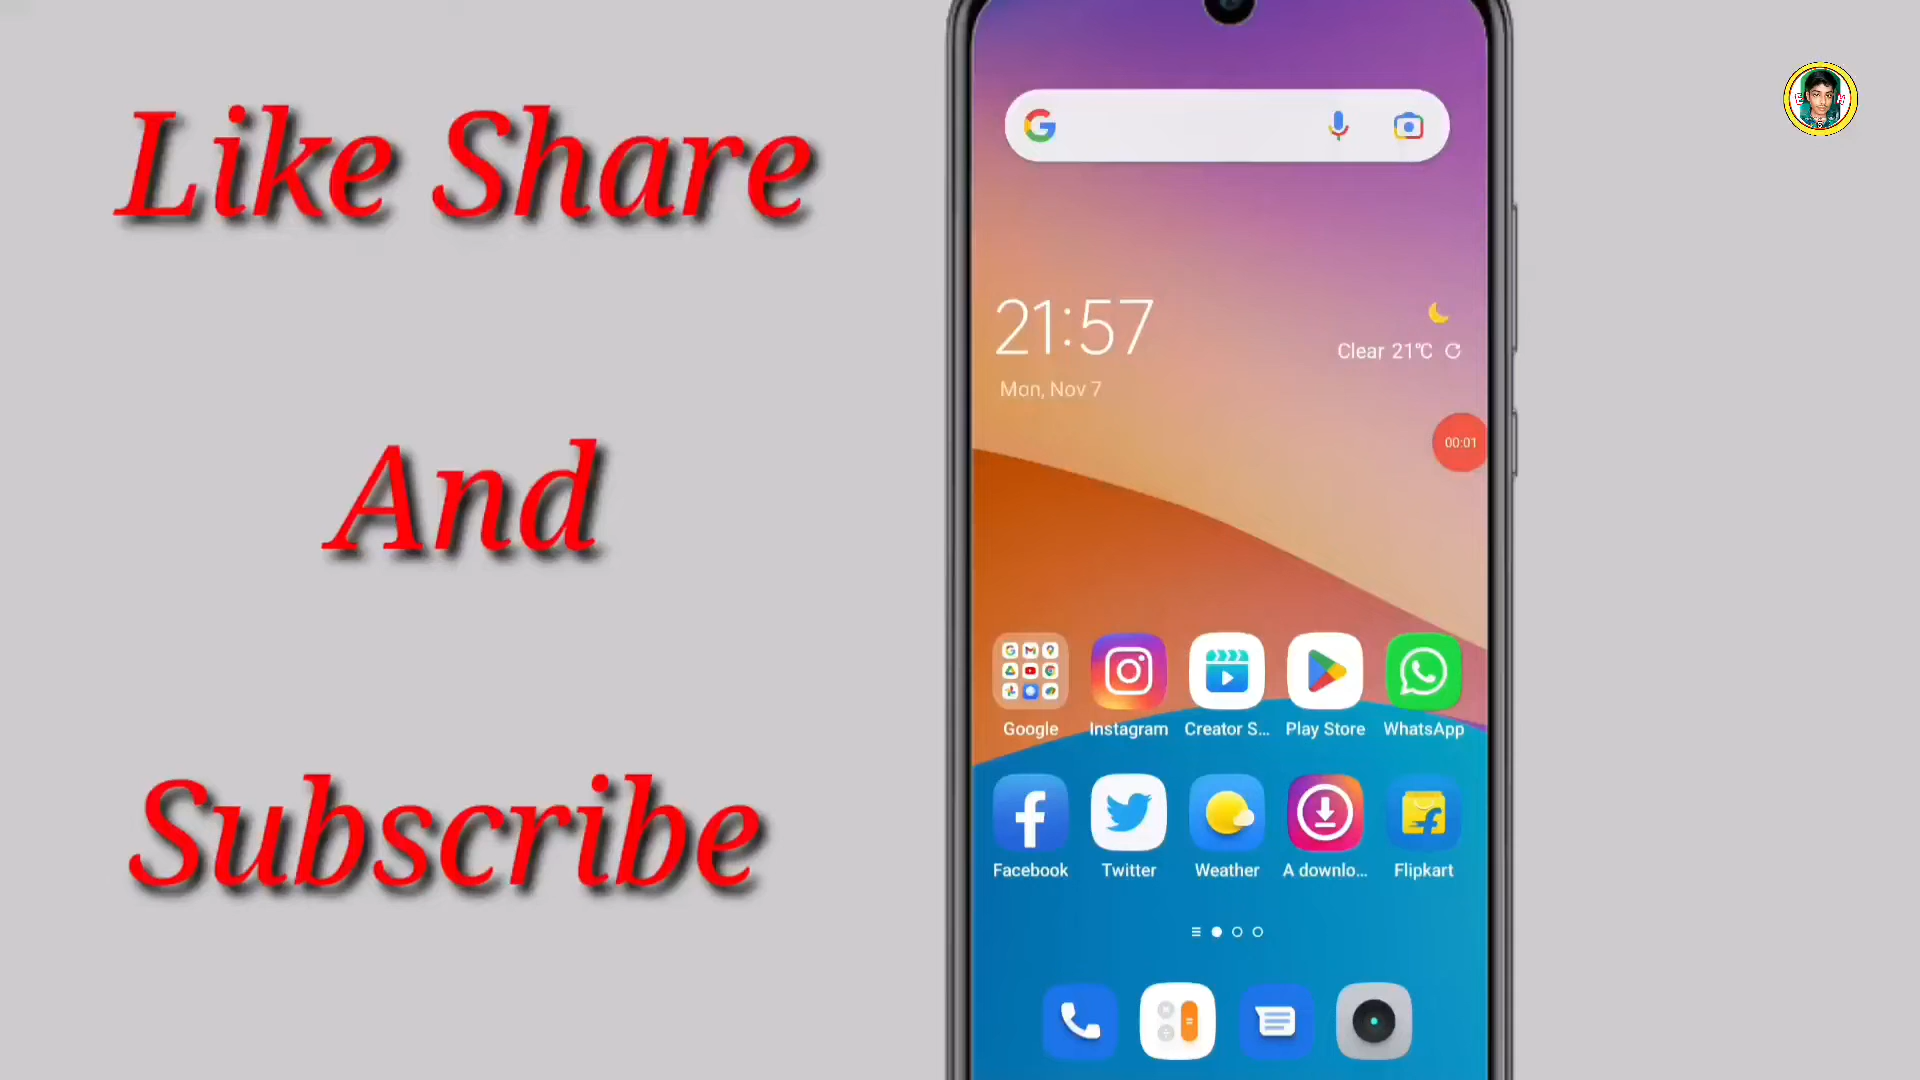 Like Share
And
Subscribe
21:57
Mon, Nov 7
Clear 21℃
00:01
Google
Instagram
Creator S...
Play Store
WhatsApp
Facebook
Twitter
Weather
A downlo...
Flipkart